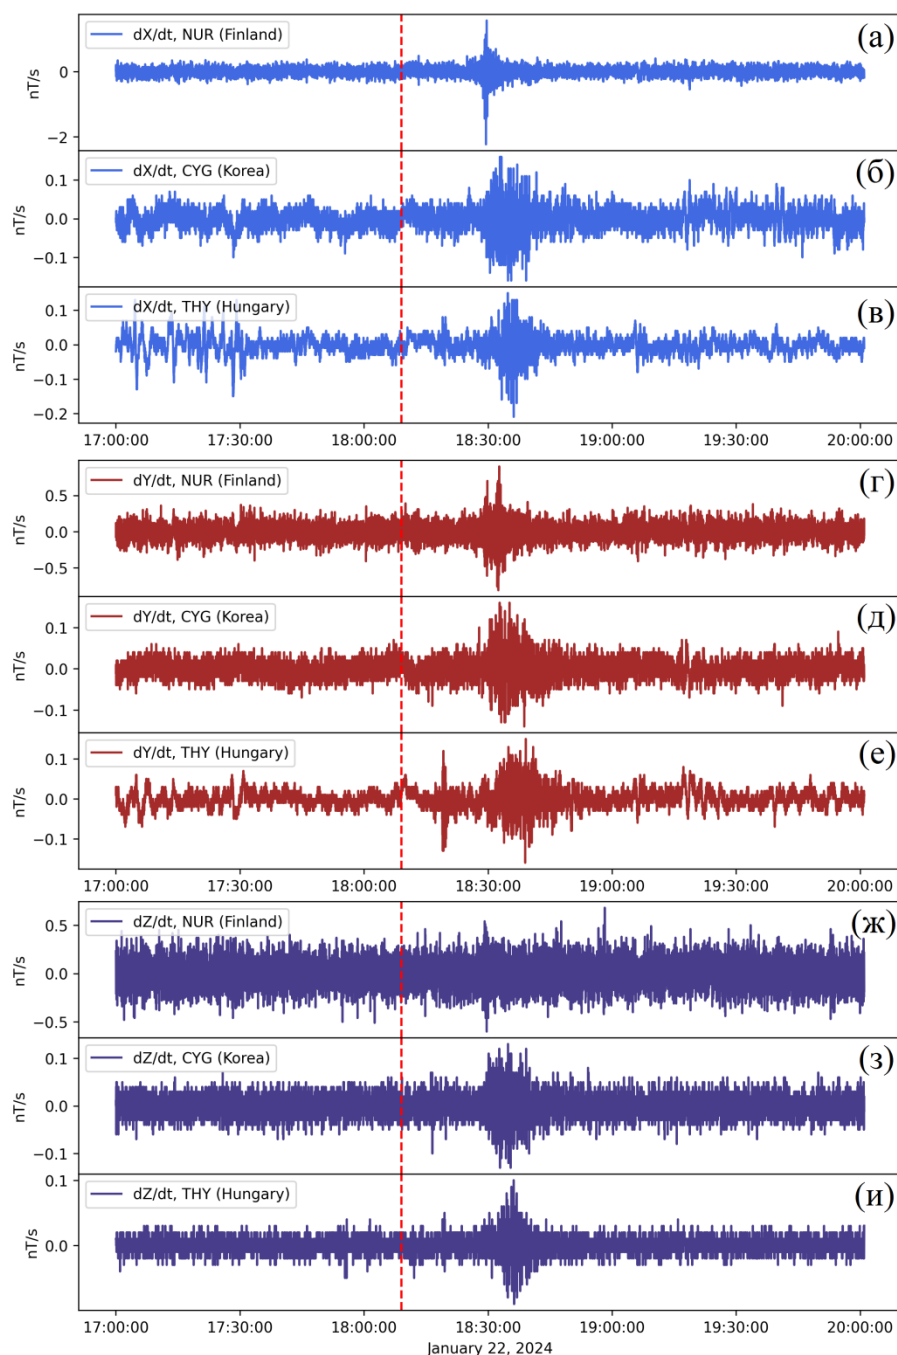 dX/dt, NUR (Finland)
(а)
nT/s
0
−2
dX/dt, CYG (Korea)
(б)
nT/s
0.1
0.0
−0.1
dX/dt, THY (Hungary)
(в)
nT/s
0.1
0.0
−0.1
−0.2
17:00:00 17:30:00 18:00:00 18:30:00 19:00:00 19:30:00 20:00:00
dY/dt, NUR (Finland)
(г)
nT/s
0.5
0.0
−0.5
dY/dt, CYG (Korea)
(д)
nT/s
0.1
0.0
−0.1
dY/dt, THY (Hungary)
(е)
nT/s
0.1
0.0
−0.1
17:00:00 17:30:00 18:00:00 18:30:00 19:00:00 19:30:00 20:00:00
dZ/dt, NUR (Finland)
(ж)
nT/s
0.5
0.0
−0.5
dZ/dt, CYG (Korea)
(з)
nT/s
0.1
0.0
−0.1
dZ/dt, THY (Hungary)
(и)
nT/s
0.1
0.0
17:00:00 17:30:00 18:00:00 18:30:00 19:00:00 19:30:00 20:00:00
January 22, 2024